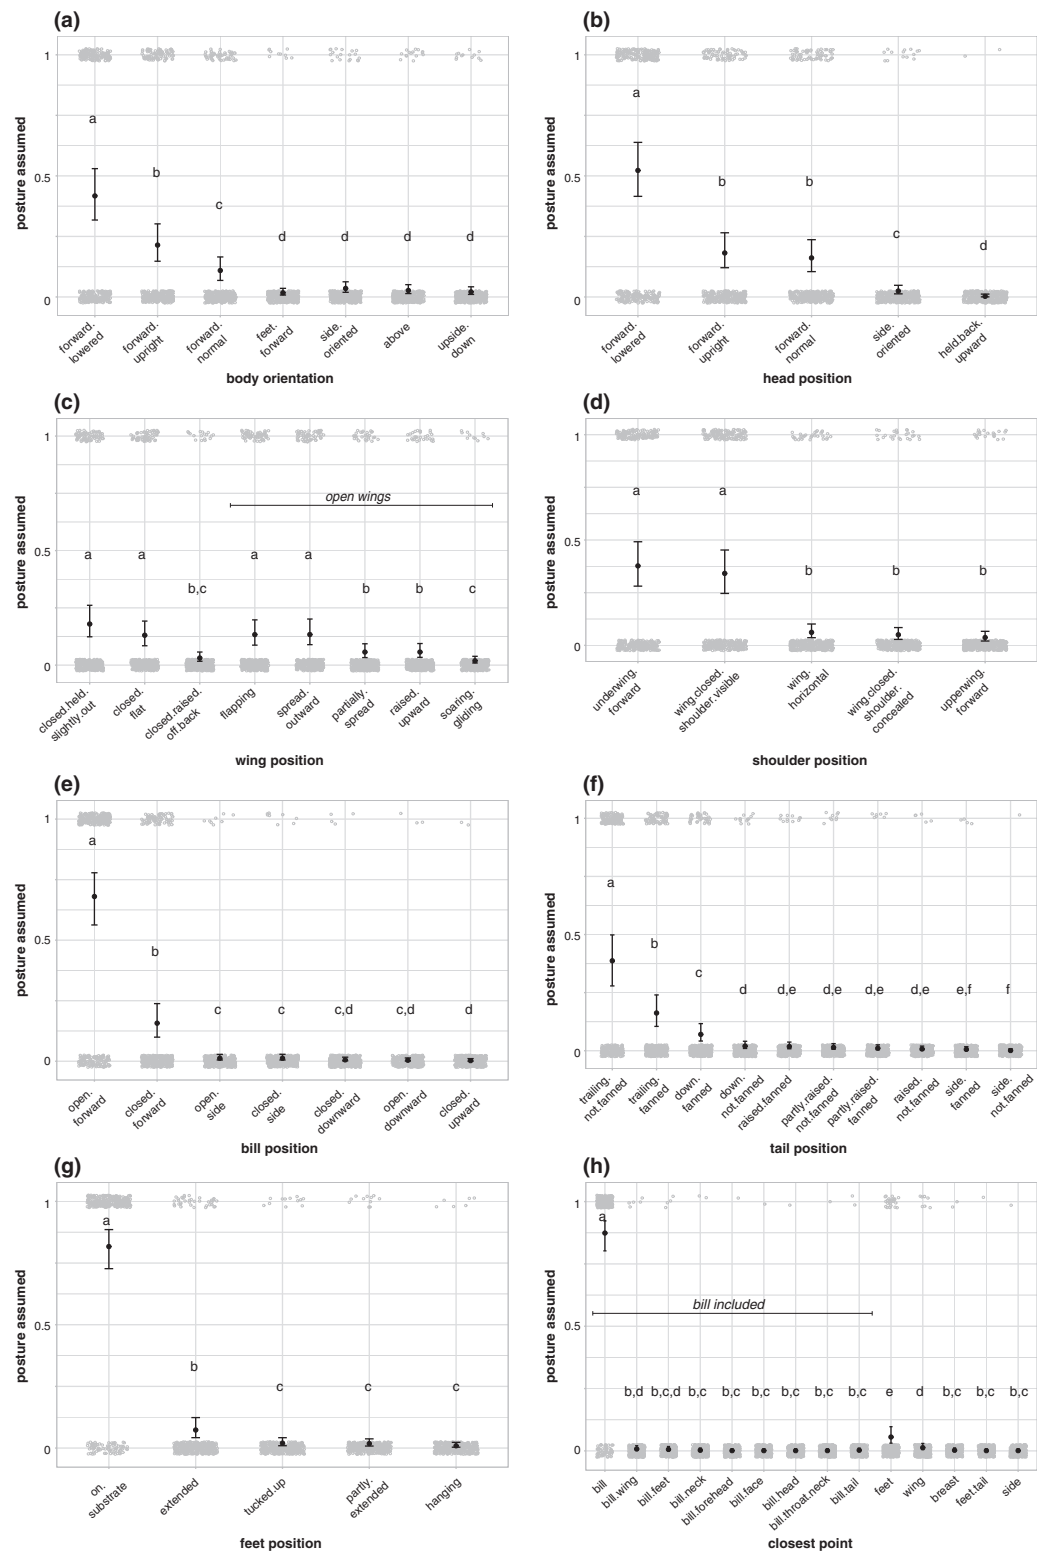 (a)
1
a
b
c
d
d
d
d
0.5
0
posture assumed
forward.
lowered
forward.
upright
forward.
normal
feet.
forward
side.
oriented
above
upside.
down
body orientation
(b)
1
a
b
b
c
d
0.5
0
posture assumed
forward.
lowered
forward.
upright
forward.
normal
side.
oriented
held.back.
upward
head position
(c)
1
open wings
a
a
b,c
a
a
b
b
c
0.5
0
posture assumed
closed.held.
slightly.out
closed.
flat
closed.raised.
off.back
flapping
spread.
outward
partially.
spread
raised.
upward
soaring.
gliding
wing position
(d)
1
a
a
b
b
b
0.5
0
posture assumed
underwing.
forward
wing.closed.
shoulder.visible
wing.
horizontal
wing.closed.
shoulder.
concealed
upperwing.
forward
shoulder position
(e)
1
a
b
c
c
c,d
c,d
d
0.5
0
posture assumed
open.
forward
closed.
forward
open.
side
closed.
side
closed.
downward
open.
downward
closed.
upward
bill position
(f)
1
a
b
c
d
d,e
d,e
d,e
d,e
e,f
f
0.5
0
posture assumed
trailing.
not.fanned
trailing.
fanned
down.
fanned
down.
not.fanned
raised.fanned
partly.raised.
not.fanned
partly.raised.
fanned
raised.
not.fanned
side.
fanned
side.
not.fanned
tail position
(g)
1
a
b
c
c
c
0.5
0
posture assumed
on.
substrate
extended
tucked.up
partly.
extended
hanging
feet position
(h)
1
a
bill included
b,d
b,c,d
b,c
b,c
b,c
b,c
b,c
b,c
e
d
b,c
b,c
b,c
0.5
0
posture assumed
bill
bill.wing
bill.feet
bill.neck
bill.forehead
bill.face
bill.head
bill.throat.neck
bill.tail
feet
wing
breast
feet.tail
side
closest point